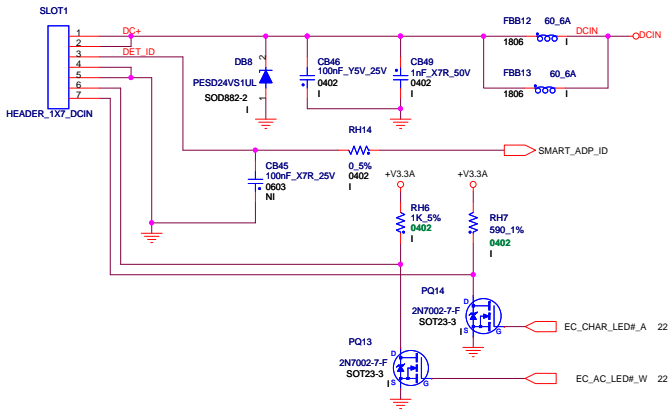 SLOT1
1
2
3
4
5
6
7
HEADER_1X7_DCIN
DC+
DET_ID
DB8
PESD24VS1UL
SOD882-2
I
2
1
CB46
100nF_Y5V_25V
0402
I
CB49
1nF_X7R_50V
0402
I
FBB12 60_6A
1806 I
DCIN
DCIN
FBB13 60_6A
1806 I
RH14
0_5%
0402
I
SMART_ADP_ID
CB45
100nF_X7R_25V
0603
NI
+V3.3A
+V3.3A
RH6
1K_5%
0402
I
RH7
590_1%
0402
I
PQ14
2N7002-7-F
SOT23-3
I
D
S
G
EC_CHAR_LED#_A 22
PQ13
2N7002-7-F
SOT23-3
I
D
S
G
EC_AC_LED#_W 22